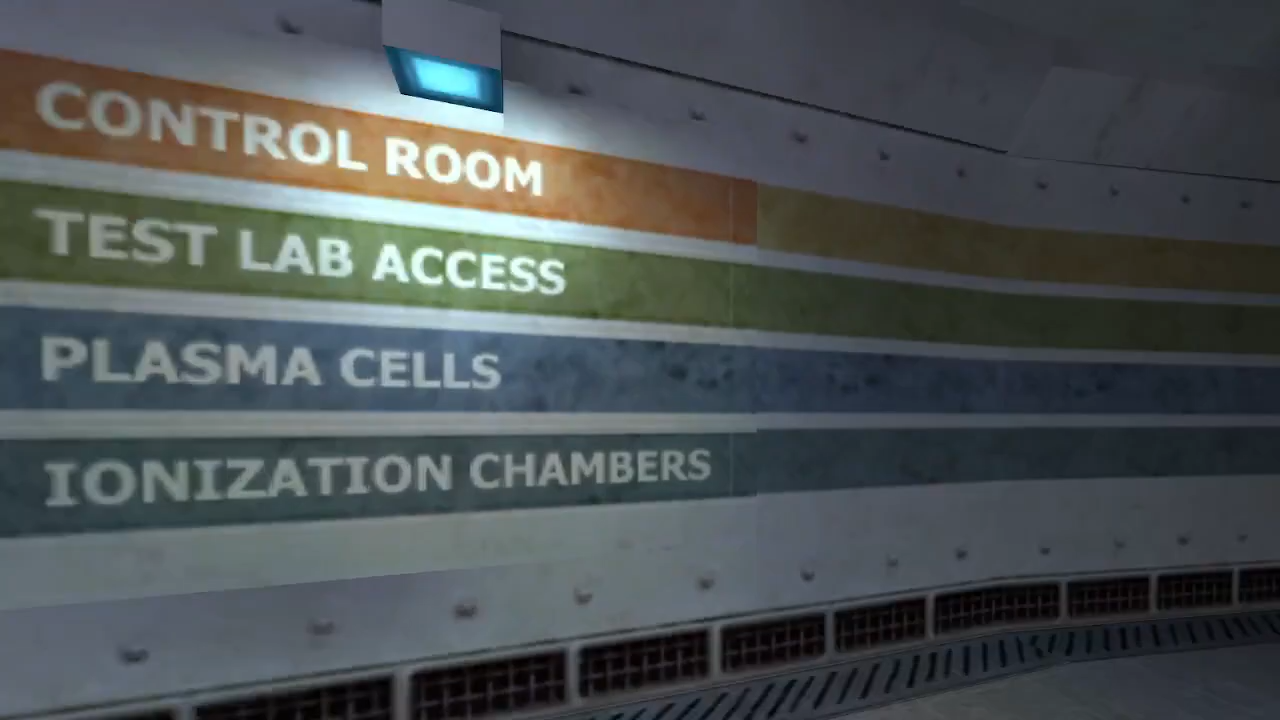 CONTROL ROOM
TEST LAB ACCESS
PLASMA CELLS
IONIZATION CHAMBERS